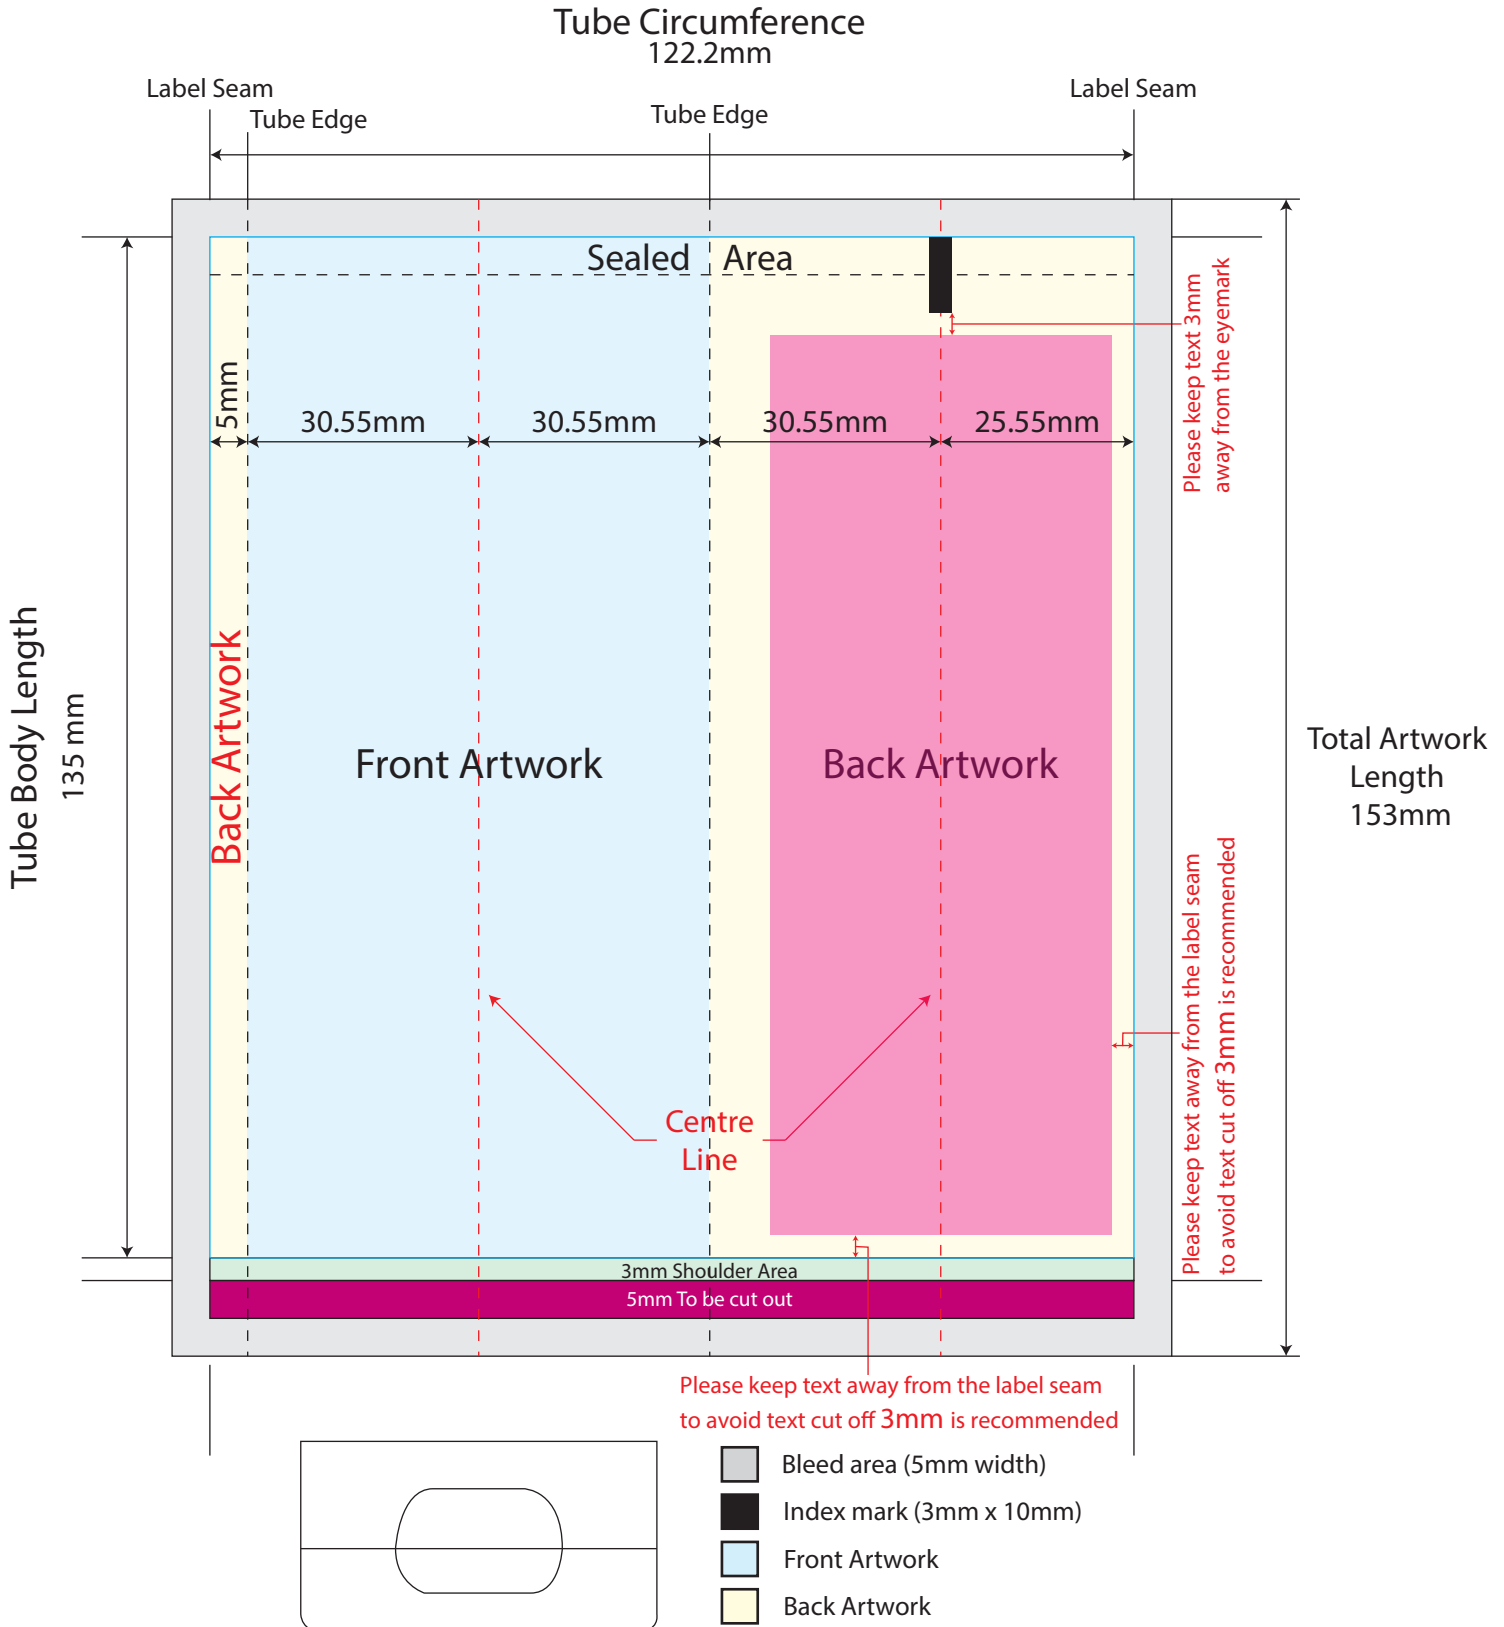 Tube Circumference
122.2mm
Label Seam
Label Seam
Tube Edge
Tube Edge
Sealed Area
Please keep text 3mm
away from the eyemark
5mm
30.55mm
30.55mm
30.55mm
25.55mm
Tube Body Length
135 mm
Back Artwork
Front Artwork
Back Artwork
Total Artwork
Length
153mm
Please keep text away from the label seam
to avoid text cut off 3mm is recommended
Centre
Line
3mm Shoulder Area
5mm To be cut out
Please keep text away from the label seam
to avoid text cut off 3mm is recommended
Bleed area (5mm width)
Index mark (3mm x 10mm)
Front Artwork
Back Artwork